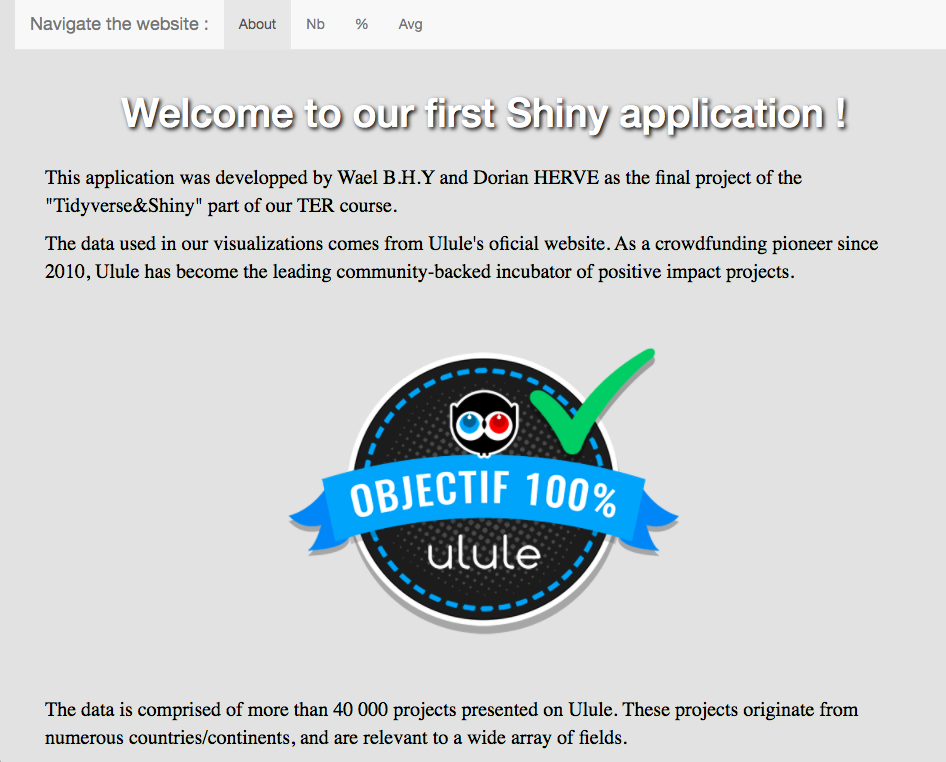 Navigate the website : About Nb % Avg
Welcome to our first Shiny application !
This application was developped by Wael B.H.Y and Dorian HERVE as the final project of the
"Tidyverse&Shiny" part of our TER course.
The data used in our visualizations comes from Ulule's oficial website. As a crowdfunding pioneer since
2010, Ulule has become the leading community-backed incubator of positive impact projects.
OBJECTIF 100%
ulule
The data is comprised of more than 40 000 projects presented on Ulule. These projects originate from
numerous countries/continents, and are relevant to a wide array of fields.